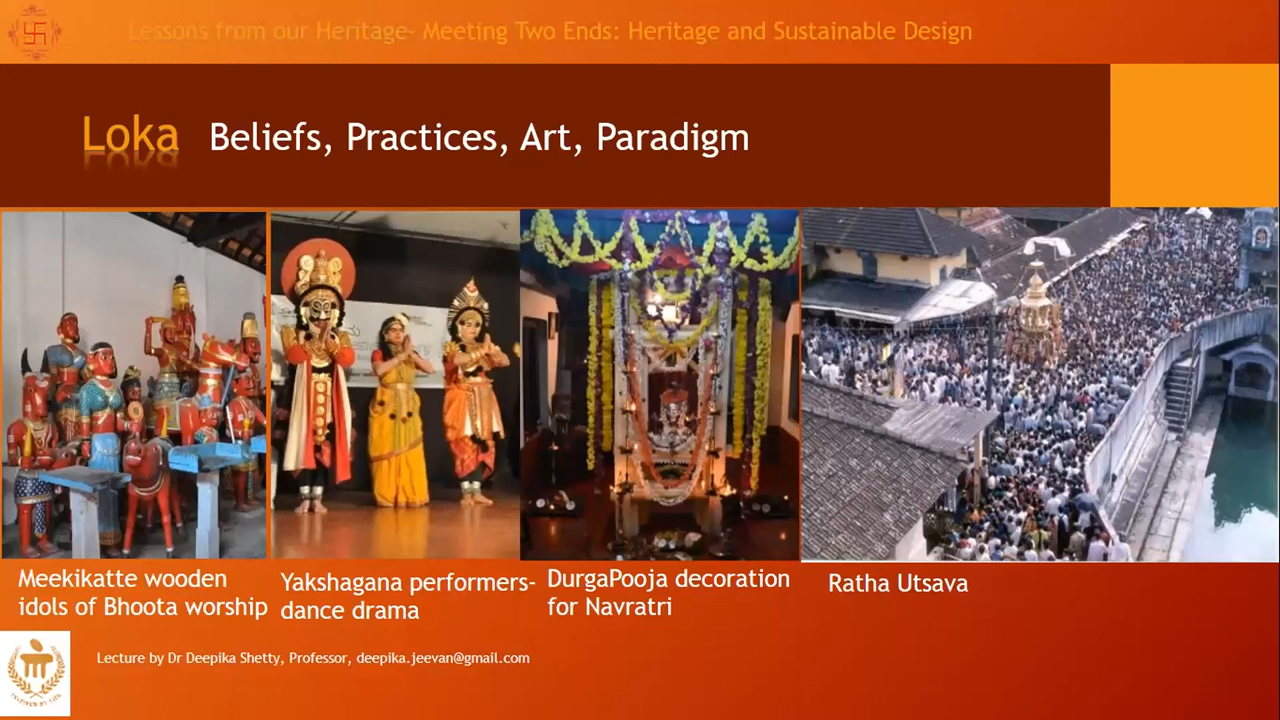 Lessons from our Heritage- Meeting Two Ends: Heritage and Sustainable Design
Loka Beliefs, Practices, Art, Paradigm
Meekikatte wooden
idols of Bhoota worship
Yakshagana performers-
dance drama
DurgaPooja decoration
for Navratri
Ratha Utsava
Lecture by Dr Deepika Shetty, Professor, deepika.jeevan@gmail.com